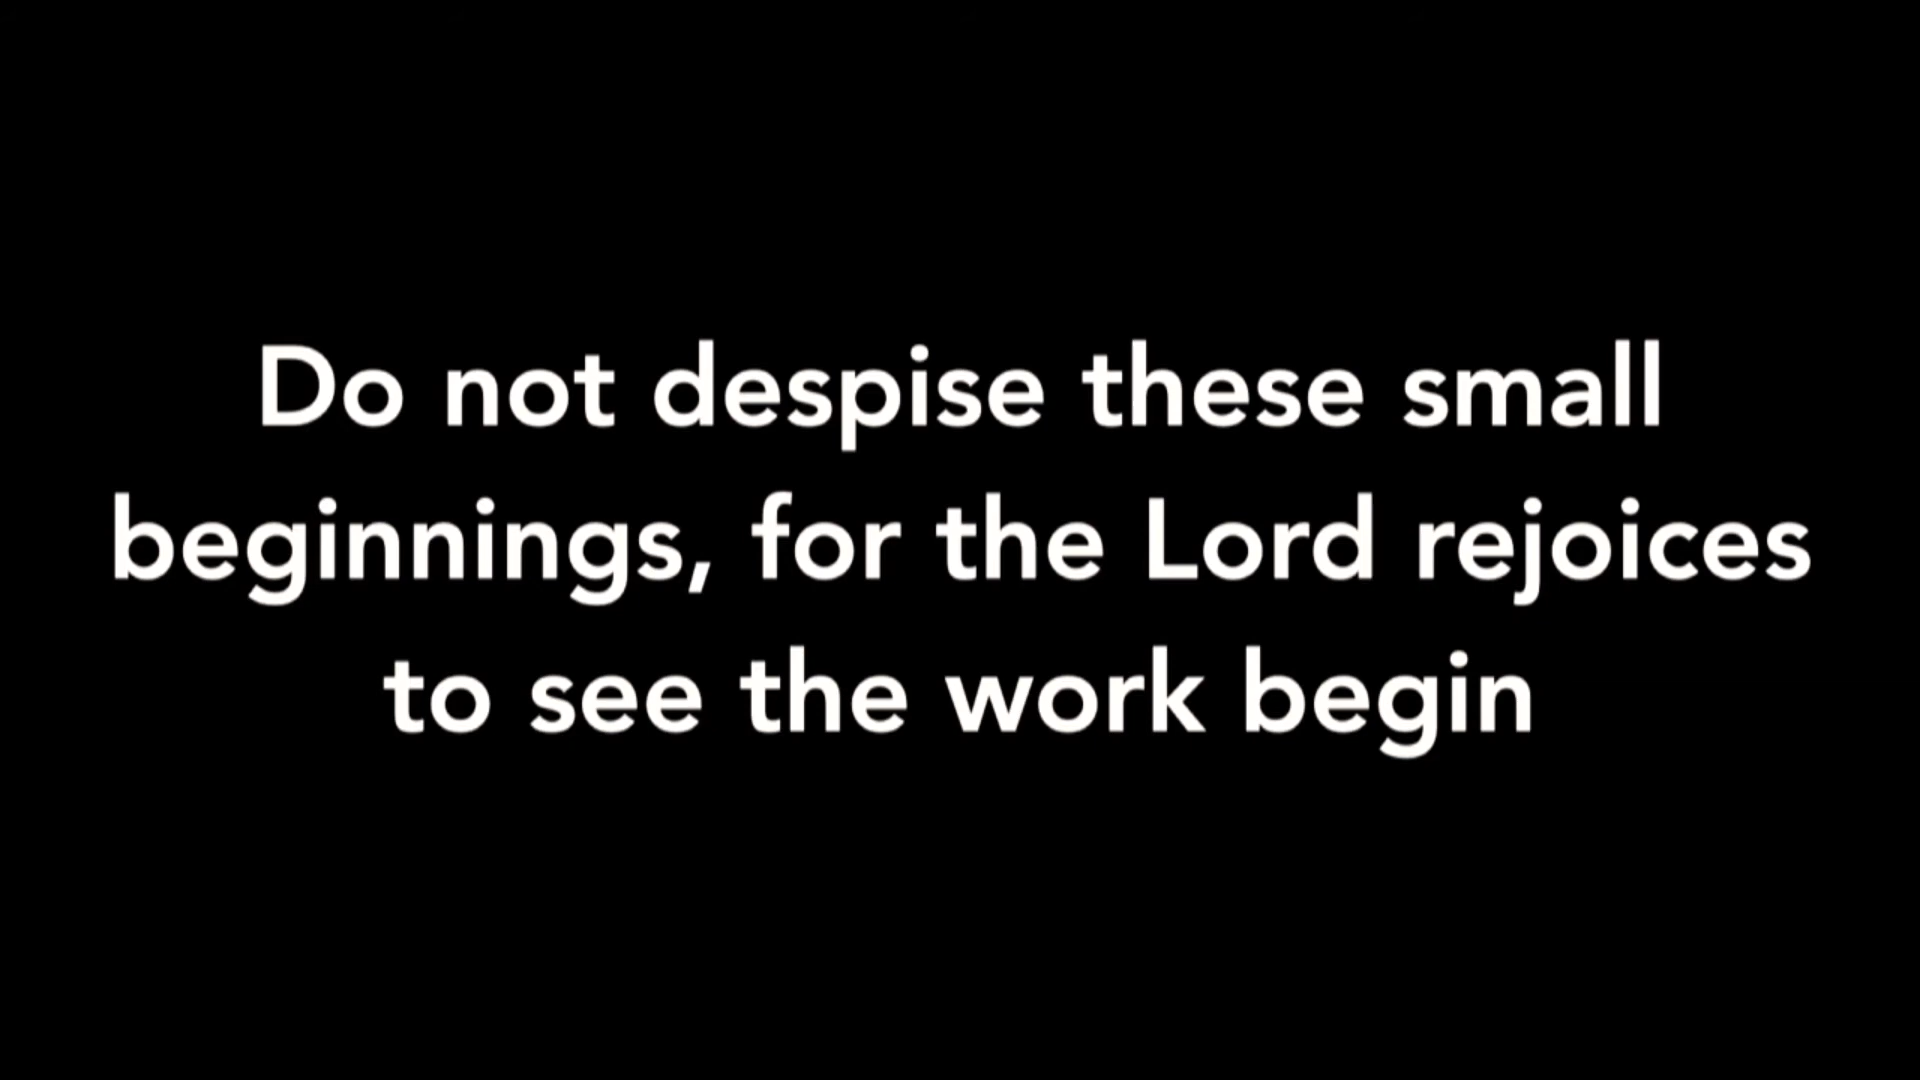 Do not despise these small
beginnings, for the Lord rejoices
to see the work begin